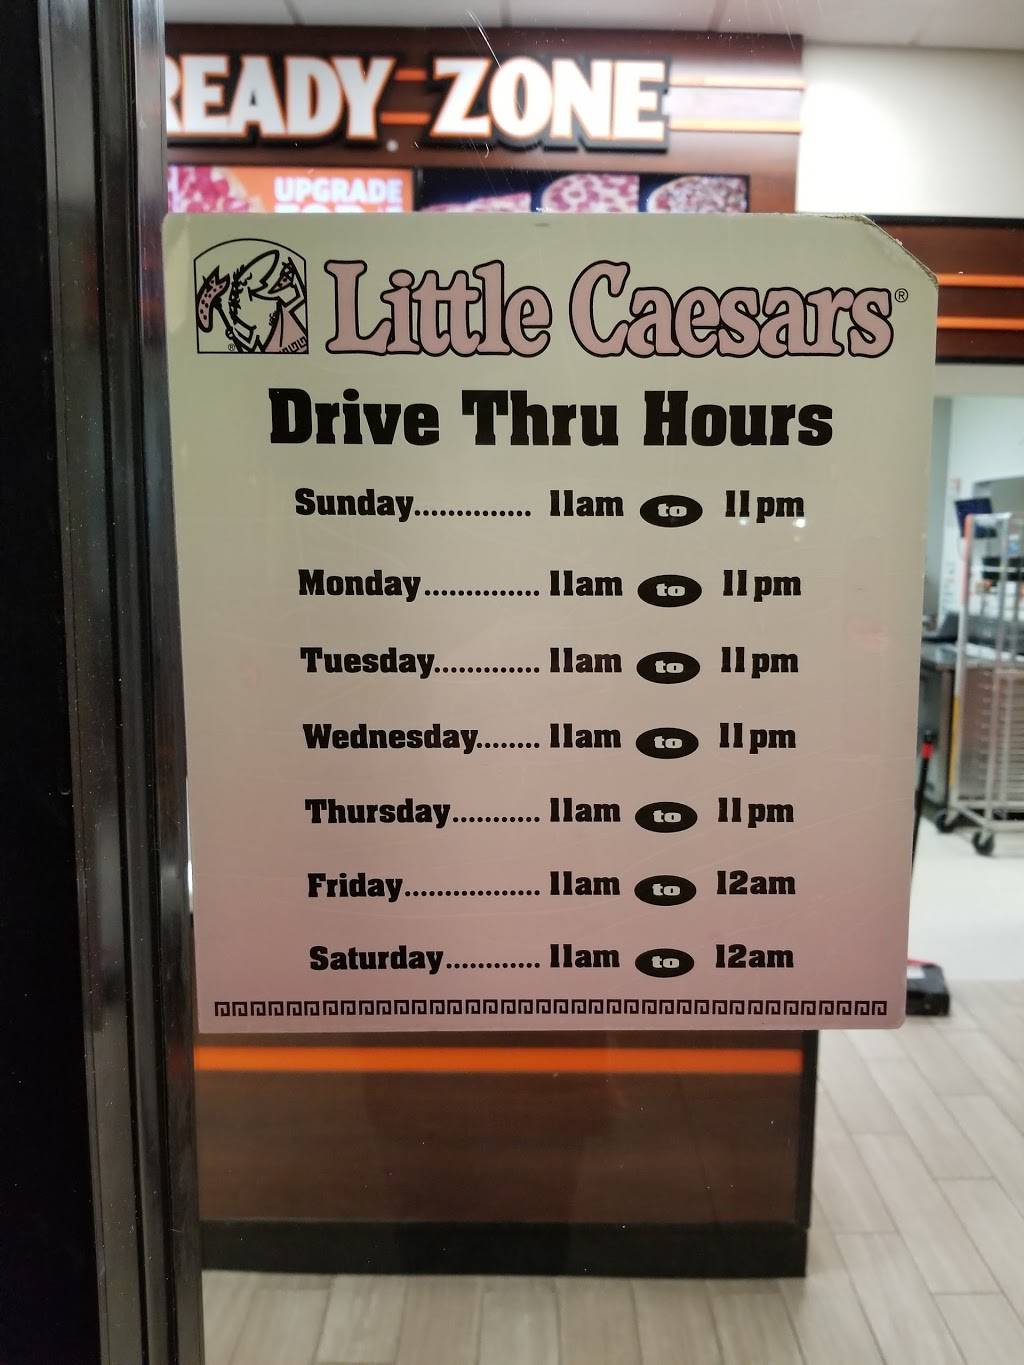 READY ZONE
UPGRADE
Little Caesars®
Drive Thru Hours
Sunday.............. 11am to 11pm
Monday.............. 11am to 11pm
Tuesday............. 11am to 11pm
Wednesday........ 11am to 11pm
Thursday........... 11am to 11pm
Friday................. 11am to 12am
Saturday............ 11am to 12am